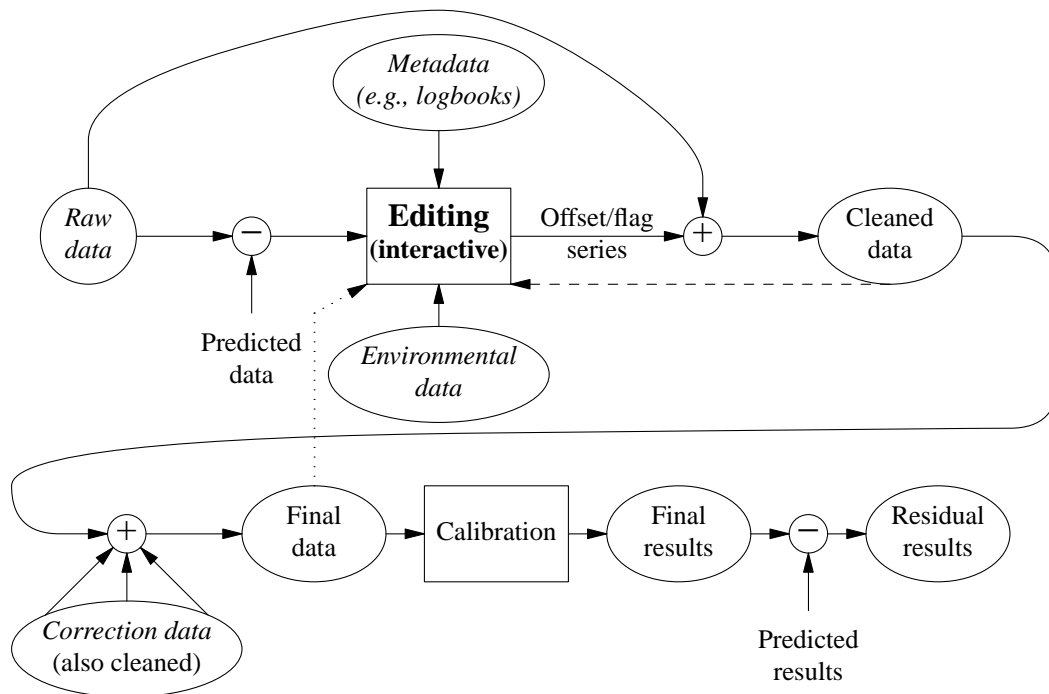 Metadata
(e.g., logbooks)
Raw
data
−
Editing
(interactive)
Offset/flag
series
+
Cleaned
data
Predicted
data
Environmental
data
+
Final
data
Calibration
Final
results
−
Residual
results
Correction data
(also cleaned)
Predicted
results